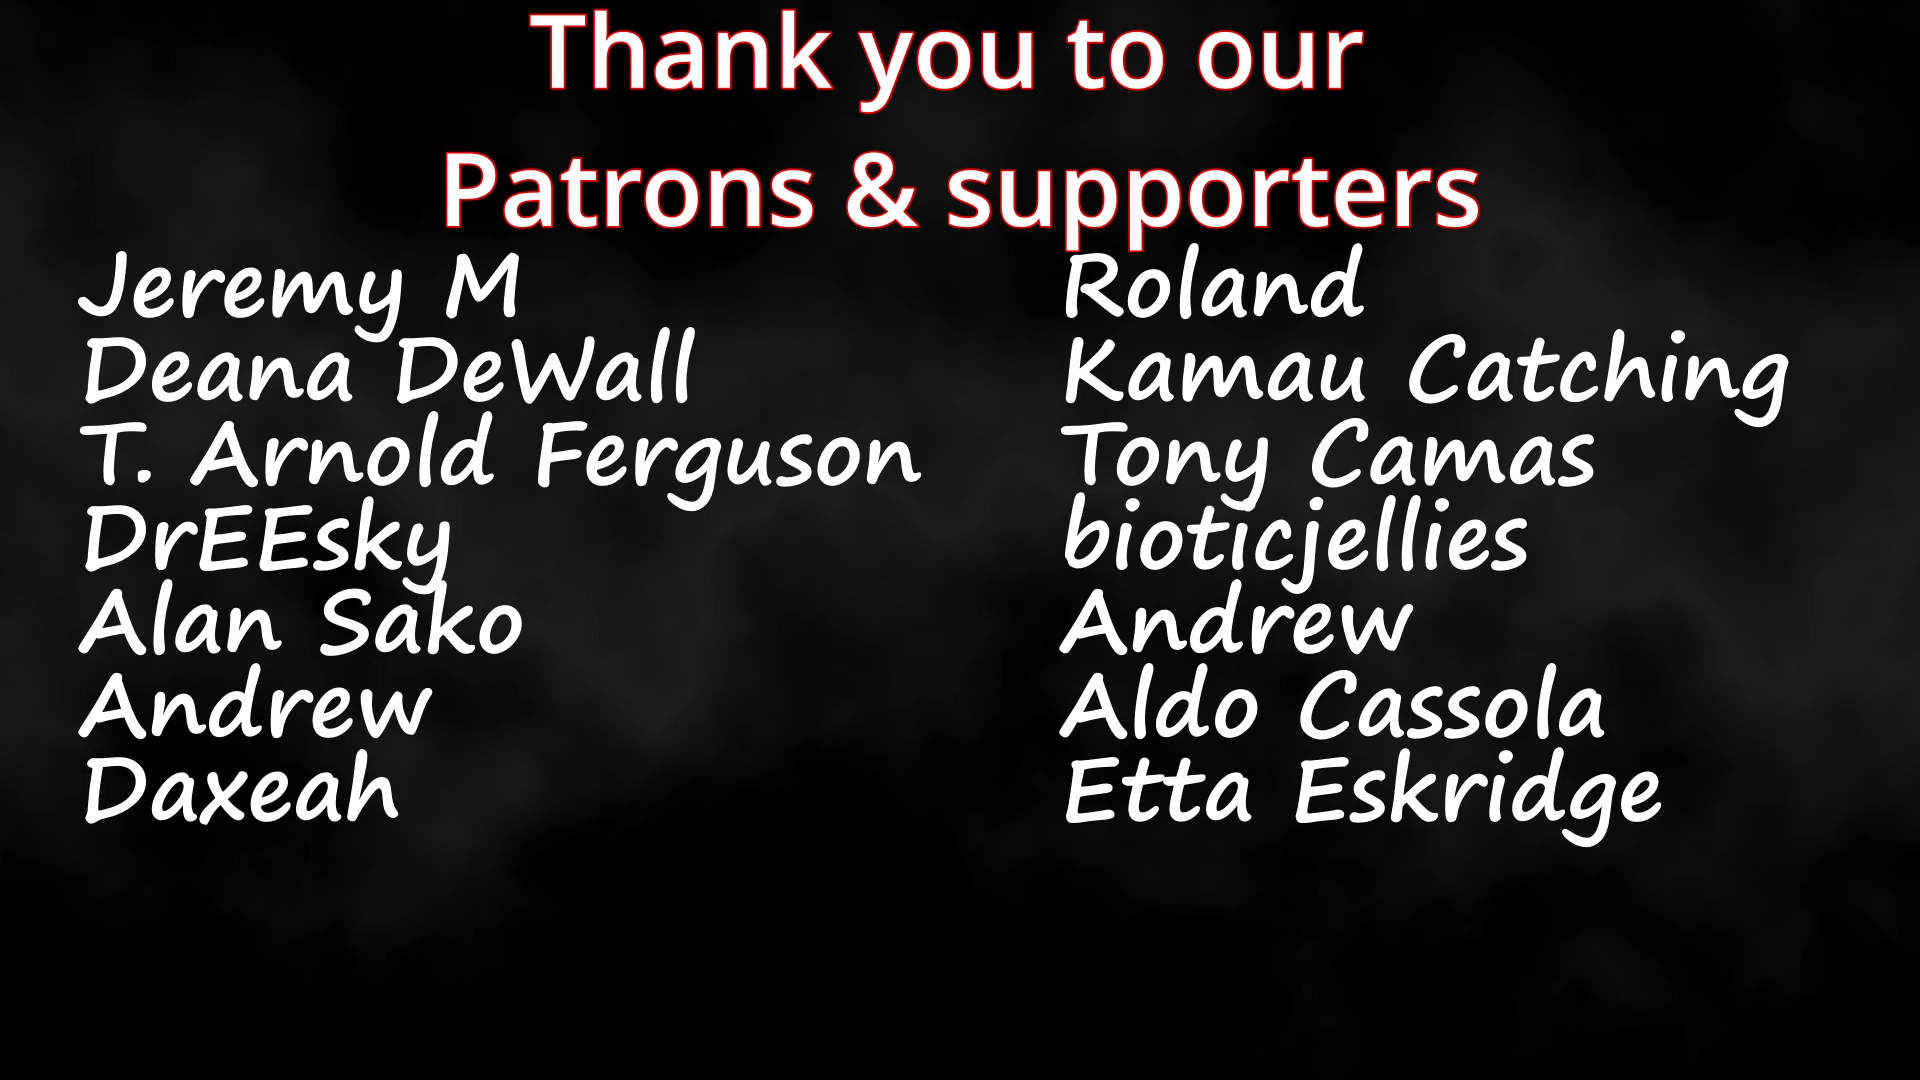 Thank you to our
Patrons & supporters
Jeremy M
Deana DeWall
T. Arnold Ferguson
DrEEsky
Alan Sako
Andrew
Daxeah
Roland
Kamau Catching
Tony Camas
bioticjellies
Andrew
Aldo Cassola
Etta Eskridge